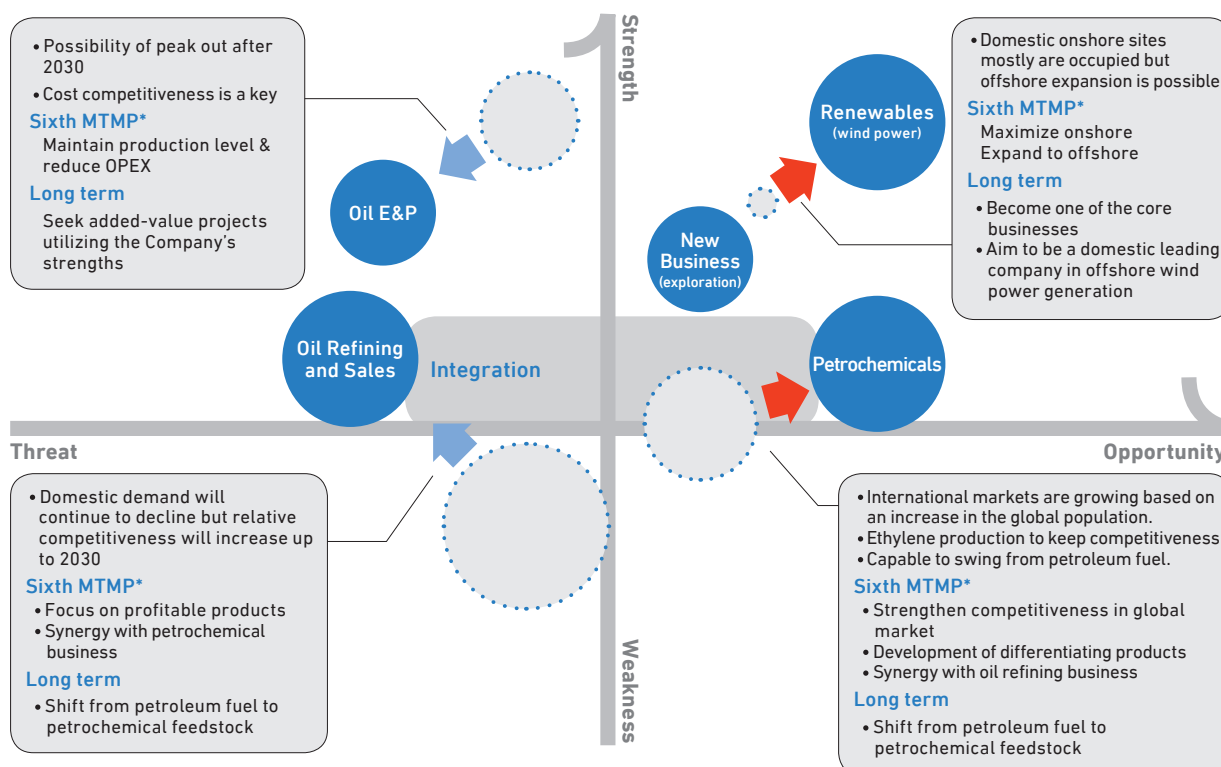 • Possibility of peak out after
2030
• Cost competitiveness is a key
Sixth MTMP*
Maintain production level &
reduce OPEX
Long term
Seek added-value projects
utilizing the Company's
strengths
Strength
• Domestic onshore sites
mostly are occupied but
offshore expansion is possible
Sixth MTMP*
Maximize onshore
Expand to offshore
Long term
• Become one of the core
businesses
• Aim to be a domestic leading
company in offshore wind
power generation
Renewables
(wind power)
Oil E&P
New
Business
(exploration)
Oil Refining
and Sales
Integration
Petrochemicals
Threat
Opportunity
• Domestic demand will
continue to decline but relative
competitiveness will increase up
to 2030
Sixth MTMP*
• Focus on profitable products
• Synergy with petrochemical
business
Long term
• Shift from petroleum fuel to
petrochemical feedstock
Weakness
• International markets are growing based on
an increase in the global population.
• Ethylene production to keep competitiveness
• Capable to swing from petroleum fuel.
Sixth MTMP*
• Strengthen competitiveness in global
market
• Development of differentiating products
• Synergy with oil refining business
Long term
• Shift from petroleum fuel to
petrochemical feedstock